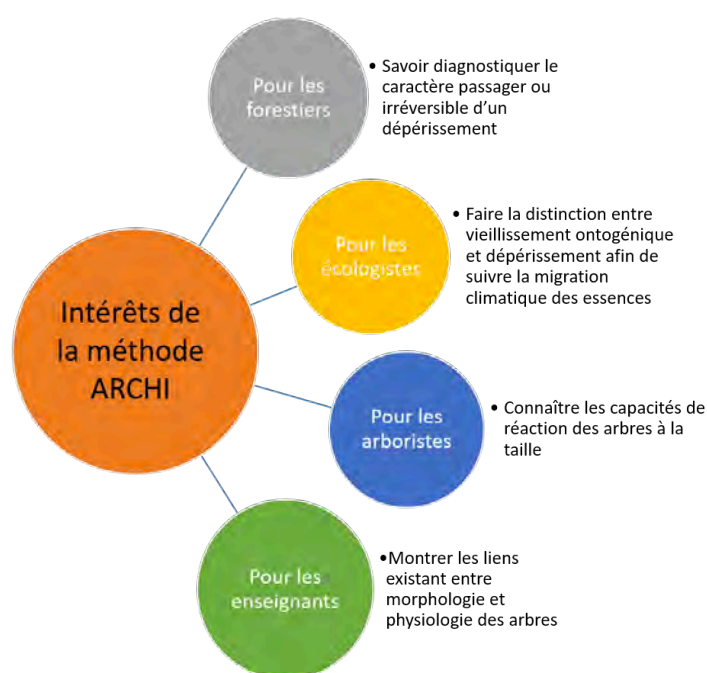 Pour les
forestiers
• Savoir diagnostiquer le
caractère passager ou
irréversible d’un
dépérissement
Pour les
écologistes
• Faire la distinction entre
vieillissement ontogénique
et dépérissement afin de
suivre la migration
climatique des essences
Intérêts de
la méthode
ARCHI
Pour les
arboristes
• Connaître les capacités de
réaction des arbres à la
taille
Pour les
enseignants
•Montrer les liens
existant entre
morphologie et
physiologie des arbres